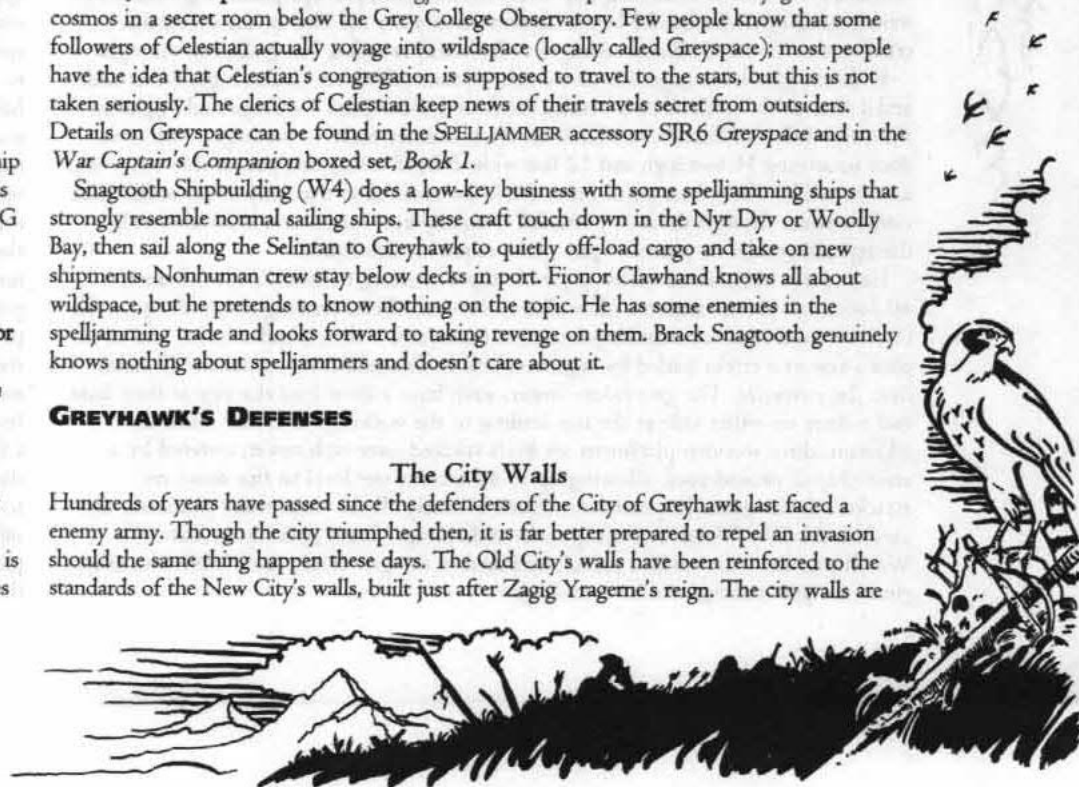 cosmos in a secret room below the Grey College Observatory. Few people know that some
followers of Celestian actually voyage into wildspace (locally called Greyspace); most people
have the idea that Celestian's congregation is supposed to travel to the stars, but this is not
taken seriously. The clerics of Celestian keep news of their travels secret from outsiders.
Details on Greyspace can be found in the SPELLJAMMER accessory SJR6 Greyspace and in the
War Captain's Companion boxed set, Book 1.
Snagtooth Shipbuilding (W4) does a low-key business with some spelljamming ships that
strongly resemble normal sailing ships. These craft touch down in the Nyr Dyv or Woolly
Bay, then sail along the Selintan to Greyhawk to quietly off-load cargo and take on new
shipments. Nonhuman crew stay below decks in port. Fionor Clawhand knows all about
wildspace, but he pretends to know nothing on the topic. He has some enemies in the
spelljamming trade and looks forward to taking revenge on them. Brack Snagtooth genuinely
knows nothing about spelljammers and doesn't care about it.
GREYHAWK'S DEFENSES
The City Walls
Hundreds of years have passed since the defenders of the City of Greyhawk last faced a
enemy army. Though the city triumphed then, it is far better prepared to repel an invasion
should the same thing happen these days. The Old City's walls have been reinforced to the
standards of the New City's walls, built just after Zagig Yragerne's reign. The city walls are